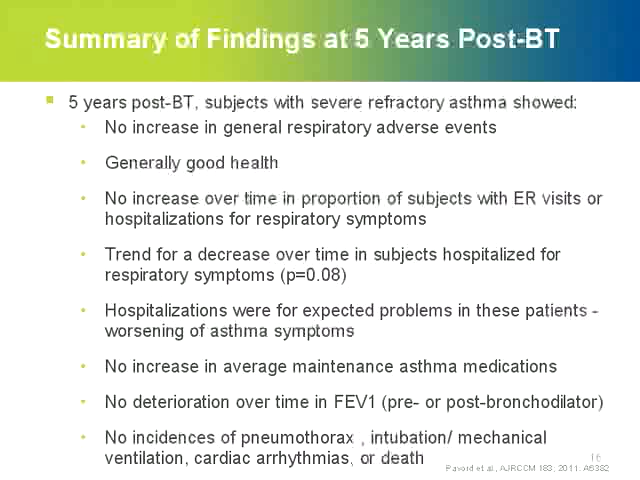 Summary of Findings at 5 Years Post-BT
5 years post-BT, subjects with severe refractory asthma showed:
No increase in general respiratory adverse events
Generally good health
No increase over time in proportion of subjects with ER visits or
hospitalizations for respiratory symptoms
Trend for a decrease over time in subjects hospitalized for
respiratory symptoms (p=0.08)
Hospitalizations were for expected problems in these patients -
worsening of asthma symptoms
No increase in average maintenance asthma medications
No deterioration over time in FEV1 (pre- or post-bronchodilator)
No incidences of pneumothorax , intubation/ mechanical
ventilation, cardiac arrhythmias, or death
16
Pavord et al., AJRCCM 183; 2011: A6382